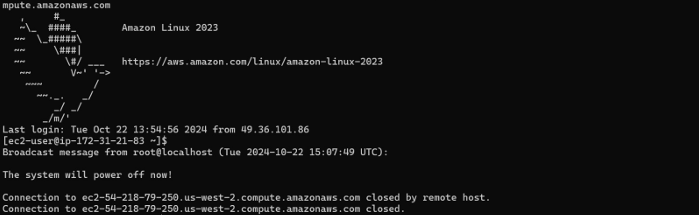 mpute.amazonaws.com
   ,     #_
   ~\_  ####_        Amazon Linux 2023
  ~~  \_#####\
  ~~     \###|
  ~~       \#/ ___   https://aws.amazon.com/linux/amazon-linux-2023
   ~~       V~' '->
    ~~~         /
      ~~._.   _/
         _/ _/
       _/m/'
Last login: Tue Oct 22 13:54:56 2024 from 49.36.101.86
[ec2-user@ip-172-31-21-83 ~]$
Broadcast message from root@localhost (Tue 2024-10-22 15:07:49 UTC):

The system will power off now!

Connection to ec2-54-218-79-250.us-west-2.compute.amazonaws.com closed by remote host.
Connection to ec2-54-218-79-250.us-west-2.compute.amazonaws.com closed.